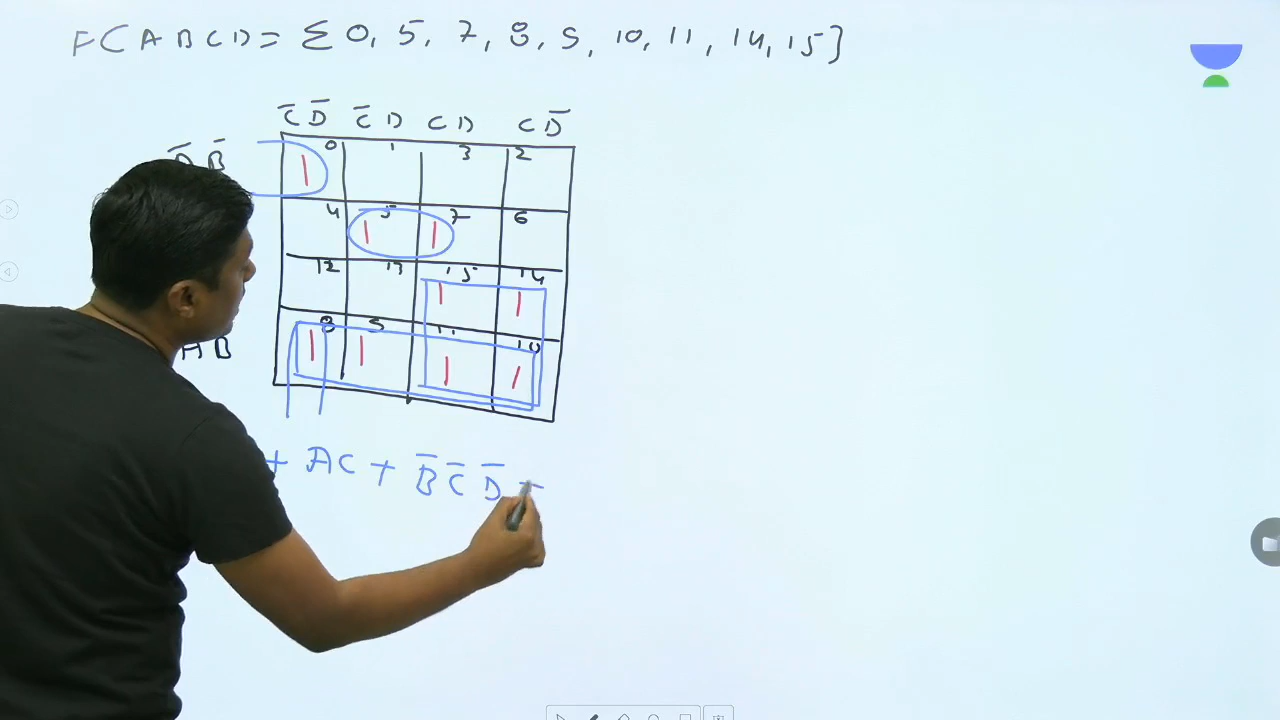 F(ABCD= {0, 5, 7, 8, 9, 10, 11, 14, 15}
C̅D̅ C̅D CD CD̅
A̅B̅ 0 1 3 2
1
4 5 7 6
1 1
12 13 15 14
1 1
8 9 11 10
AB̅ 1 1 1 1
+ AC + B̅C̅D̅ +